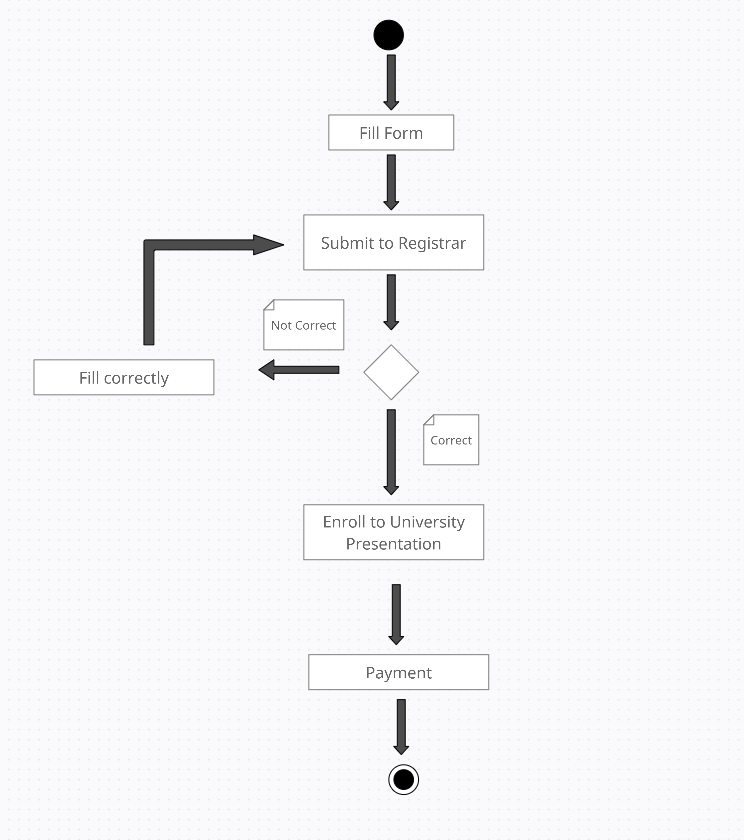 Fill Form
Submit to Registrar
Not Correct
Fill correctly
Correct
Enroll to University
Presentation
Payment